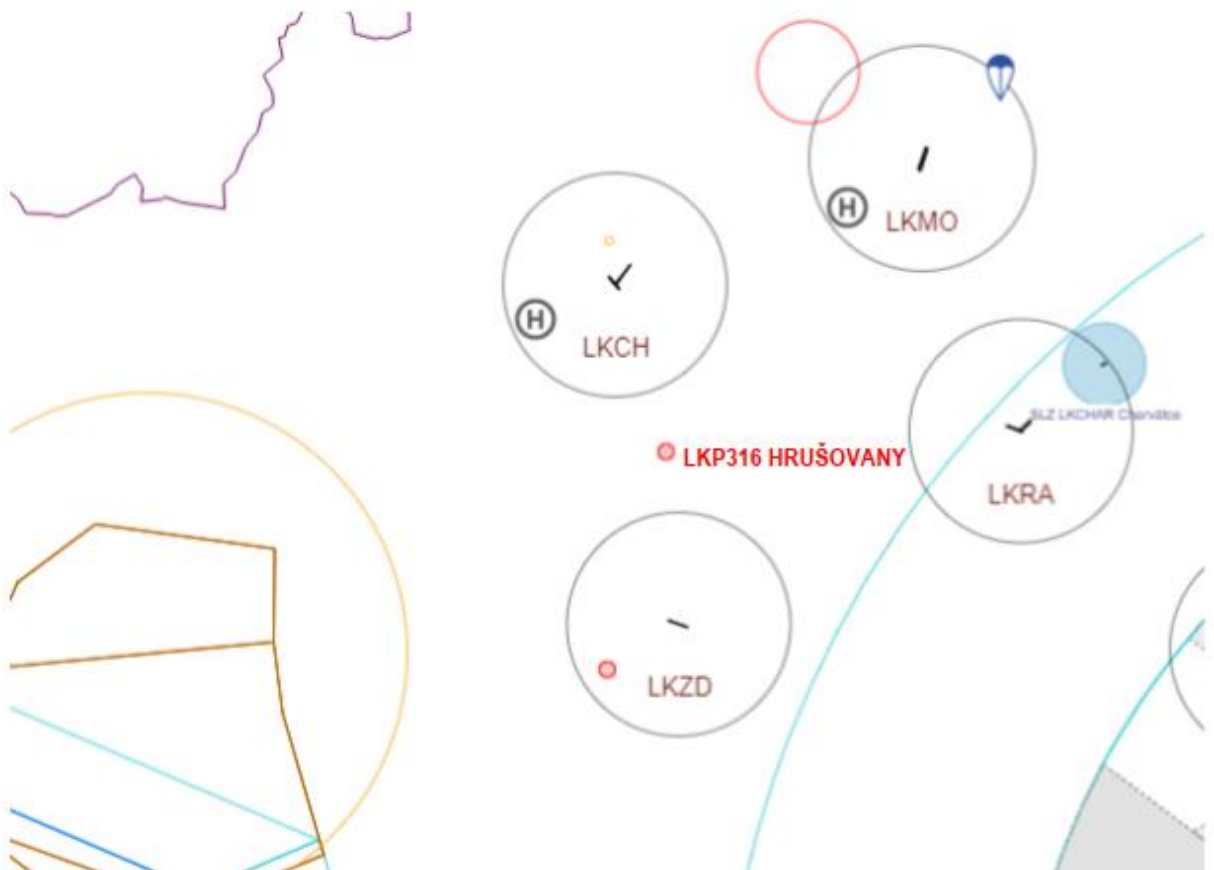 H
LKMO
H
LKCH
SLZ LKCHAR Charvátce
LKP316 HRUŠOVANY
LKRA
LKZD